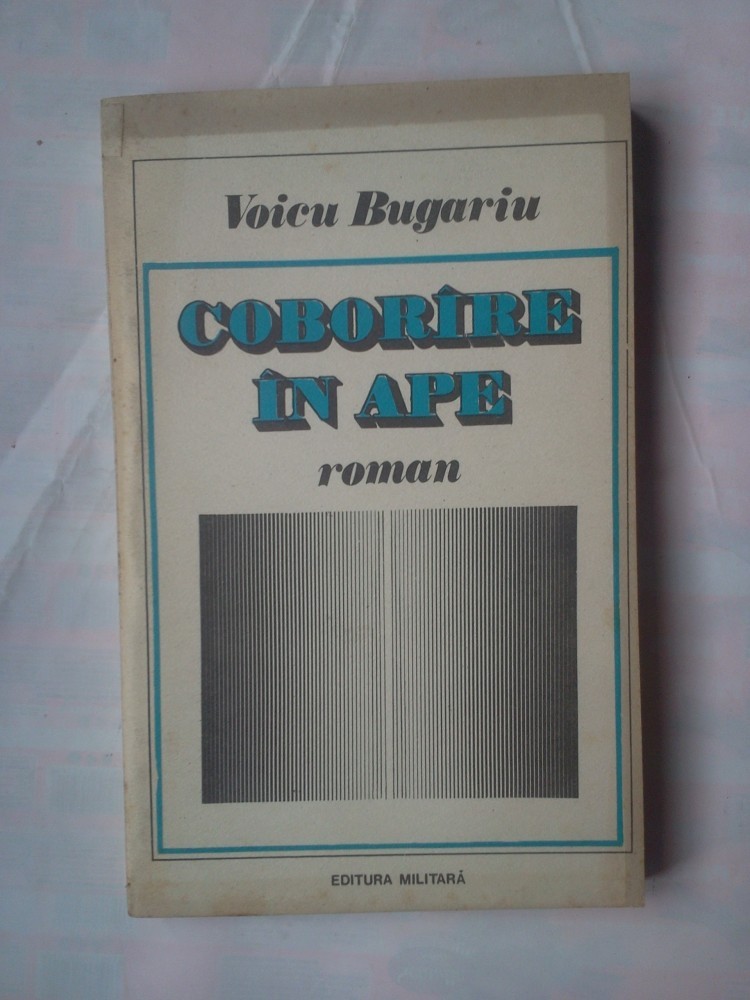 Voicu Bugariu
COBORÎRE
ÎN APE
roman
EDITURA MILITARĂ